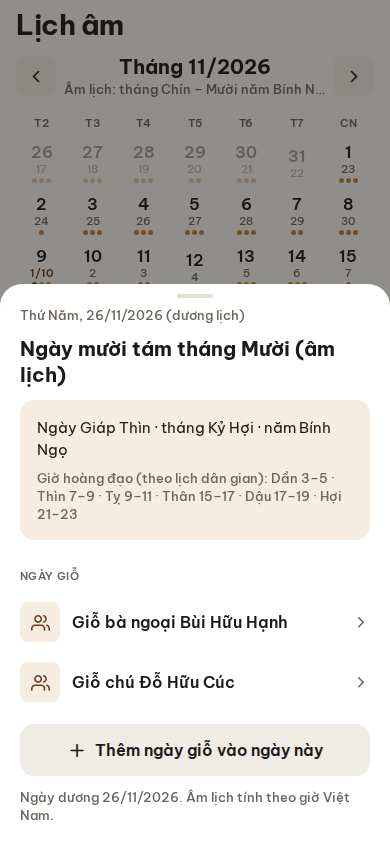 Lịch âm
Tháng 11/2026
Âm lịch: tháng Chín – Mười năm Bính N...
T2 T3 T4 T5 T6 T7 CN
26 27 28 29 30 31 1
17 18 19 20 21 22 23
2 3 4 5 6 7 8
24 25 26 27 28 29 30
9 10 11 12 13 14 15
1/10 2 3 4 5 6 7
Thứ Năm, 26/11/2026 (dương lịch)
Ngày mười tám tháng Mười (âm
lịch)
Ngày Giáp Thìn · tháng Kỷ Hợi · năm Bính
Ngọ
Giờ hoàng đạo (theo lịch dân gian): Dần 3–5 ·
Thìn 7–9 · Tỵ 9–11 · Thân 15–17 · Dậu 17–19 · Hợi
21–23
NGÀY GIỖ
Giỗ bà ngoại Bùi Hữu Hạnh
Giỗ chú Đỗ Hữu Cúc
Thêm ngày giỗ vào ngày này
Ngày dương 26/11/2026. Âm lịch tính theo giờ Việt
Nam.